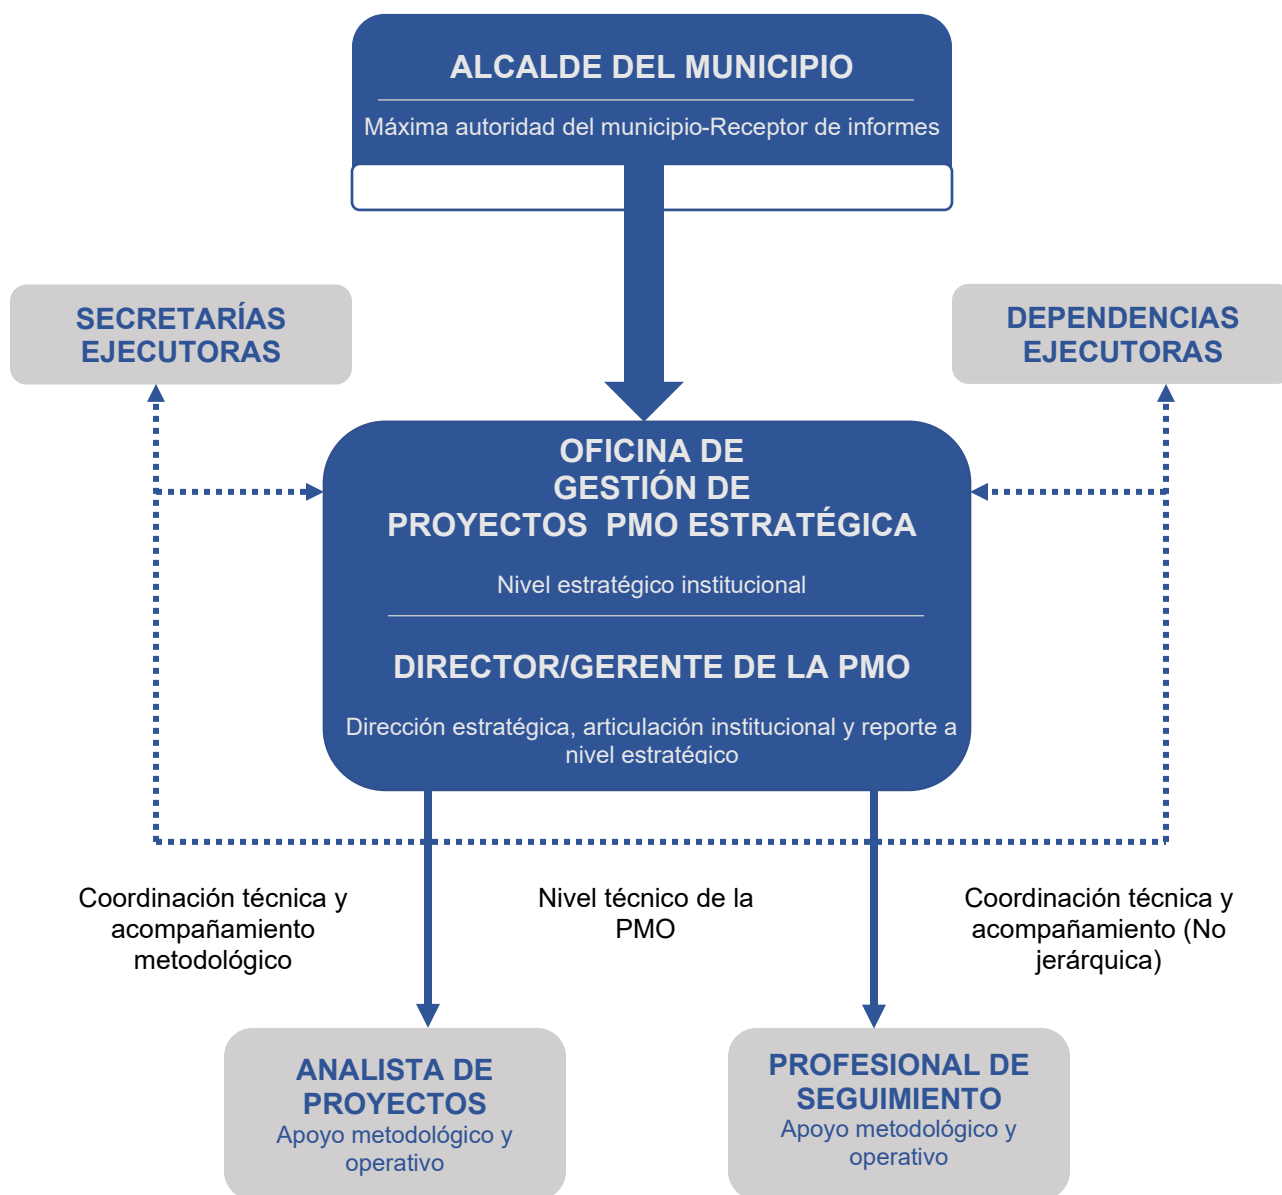 ALCALDE DEL MUNICIPIO
Máxima autoridad del municipio-Receptor de informes
SECRETARÍAS
EJECUTORAS
DEPENDENCIAS
EJECUTORAS
OFICINA DE
GESTIÓN DE
PROYECTOS PMO ESTRATÉGICA
Nivel estratégico institucional
DIRECTOR/GERENTE DE LA PMO
Dirección estratégica, articulación institucional y reporte a
nivel estratégico
Coordinación técnica y
acompañamiento
metodológico
Nivel técnico de la
PMO
Coordinación técnica y
acompañamiento (No
jerárquica)
ANALISTA DE
PROYECTOS
Apoyo metodológico y
operativo
PROFESIONAL DE
SEGUIMIENTO
Apoyo metodológico y
operativo